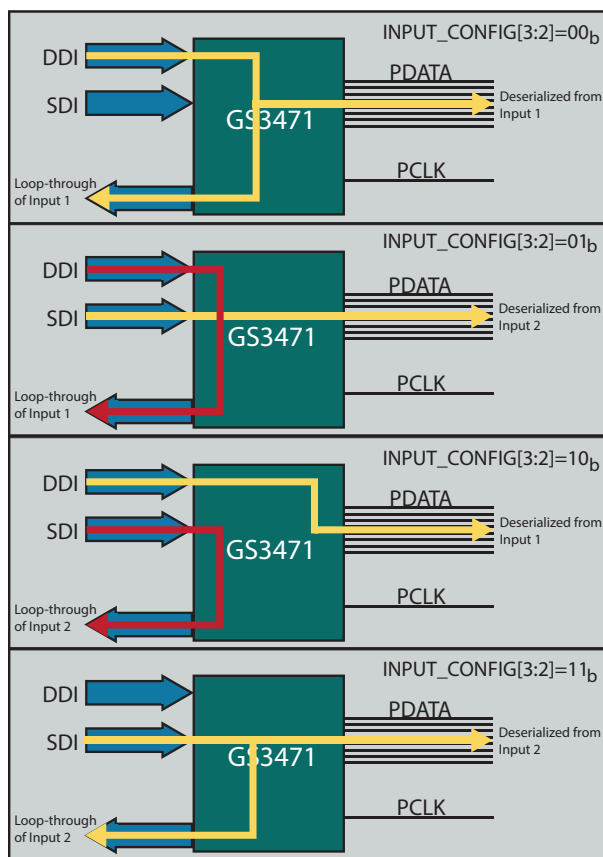 INPUT_CONFIG[3:2]=00b
DDI
PDATA
SDI
Deserialized from
Input 1
GS3471
Loop-through
of Input 1
PCLK
INPUT_CONFIG[3:2]=01b
DDI
PDATA
SDI
Deserialized from
Input 2
GS3471
Loop-through
of Input 1
PCLK
INPUT_CONFIG[3:2]=10b
DDI
PDATA
SDI
Deserialized from
Input 1
GS3471
Loop-through
of Input 2
PCLK
INPUT_CONFIG[3:2]=11b
DDI
PDATA
SDI
Deserialized from
Input 2
GS3471
Loop-through
of Input 2
PCLK